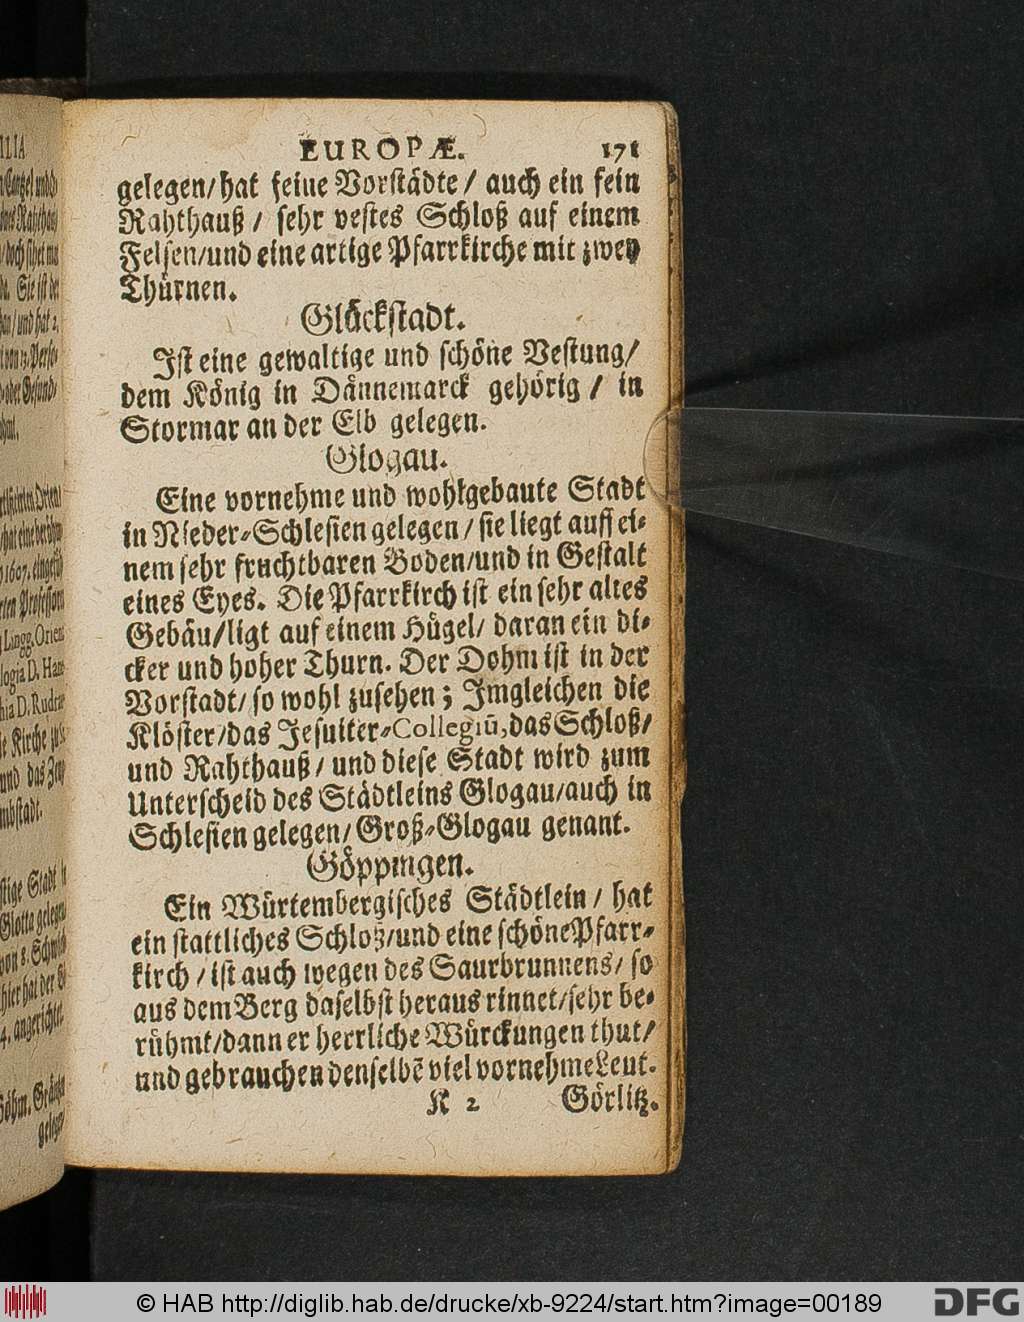 EUROPÆ. 171
gelegen/hat seine Vorstädte / auch ein fein
Rahthauß / sehr vestes Schloß auf einem
Felsen/und eine artige Pfarrkirche mit zwey
Thürnen.
Glückstadt.
Ist eine gewaltige und schöne Vestung/
dem König in Dännemarck gehörig / in
Stormar an der Elb gelegen.
Glogau.
Eine vornehme und wohlgebaute Stadt
in Nieder-Schlesien gelegen / sie liegt auff ei-
nem sehr fruchtbaren Boden/und in Gestalt
eines Eyes. Die Pfarrkirch ist ein sehr altes
Gebäu/ligt auf einem Hügel/ daran ein di-
cker und hoher Thurn. Der Dohm ist in der
Vorstadt/ so wohl zusehen; Imgleichen die
Klöster/das Jesuiter-Collegiū,das Schloß/
und Rahthauß / und diese Stadt wird zum
Unterscheid des Städtleins Glogau/auch in
Schlesien gelegen/ Groß-Glogau genant.
Göppingen.
Ein Würtembergisches Städtlein / hat
ein stattliches Schloß/und eine schöne Pfarr-
kirch / ist auch wegen des Saurbrunnens/ so
aus dem Berg daselbst heraus rinnet/sehr be-
rühmt/dann er herrliche Würckungen thut/
und gebrauchen denselbē viel vornehme Leut.
K 2 Görlitz.
© HAB http://diglib.hab.de/drucke/xb-9224/start.htm?image=00189
DFG